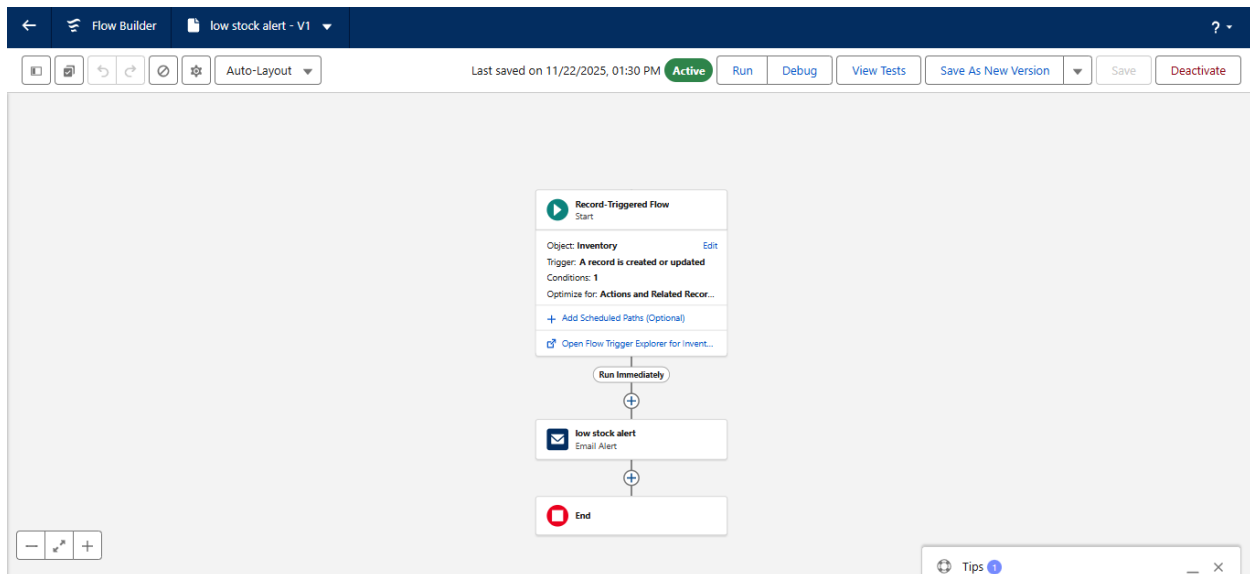 Flow Builder
low stock alert - V1
? 
Auto-Layout
Last saved on 11/22/2025, 01:30 PM Active Run Debug View Tests Save As New Version Save Deactivate
Record-Triggered Flow
Start
Object: Inventory Edit
Trigger: A record is created or updated
Conditions: 1
Optimize for: Actions and Related Recor...
Add Scheduled Paths (Optional)
Open Flow Trigger Explorer for Invent...
Run Immediately
low stock alert
Email Alert
End
Tips 1